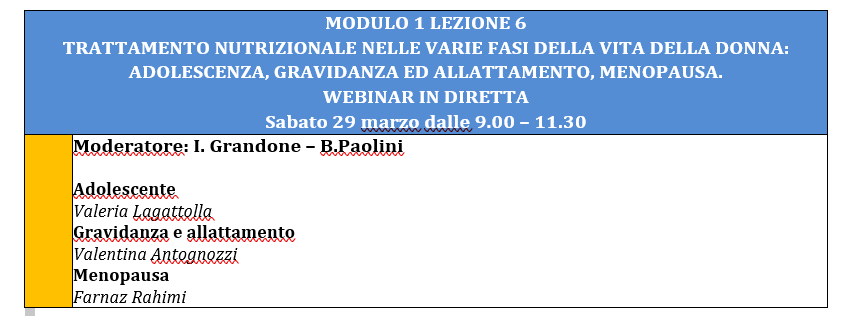 MODULO 1 LEZIONE 6
TRATTAMENTO NUTRIZIONALE NELLE VARIE FASI DELLA VITA DELLA DONNA:
ADOLESCENZA, GRAVIDANZA ED ALLATTAMENTO, MENOPAUSA.
WEBINAR IN DIRETTA
Sabato 29 marzo dalle 9.00 – 11.30
Moderatore: I. Grandone – B.Paolini
Adolescente
Valeria Lagattolla
Gravidanza e allattamento
Valentina Antognozzi
Menopausa
Farnaz Rahimi